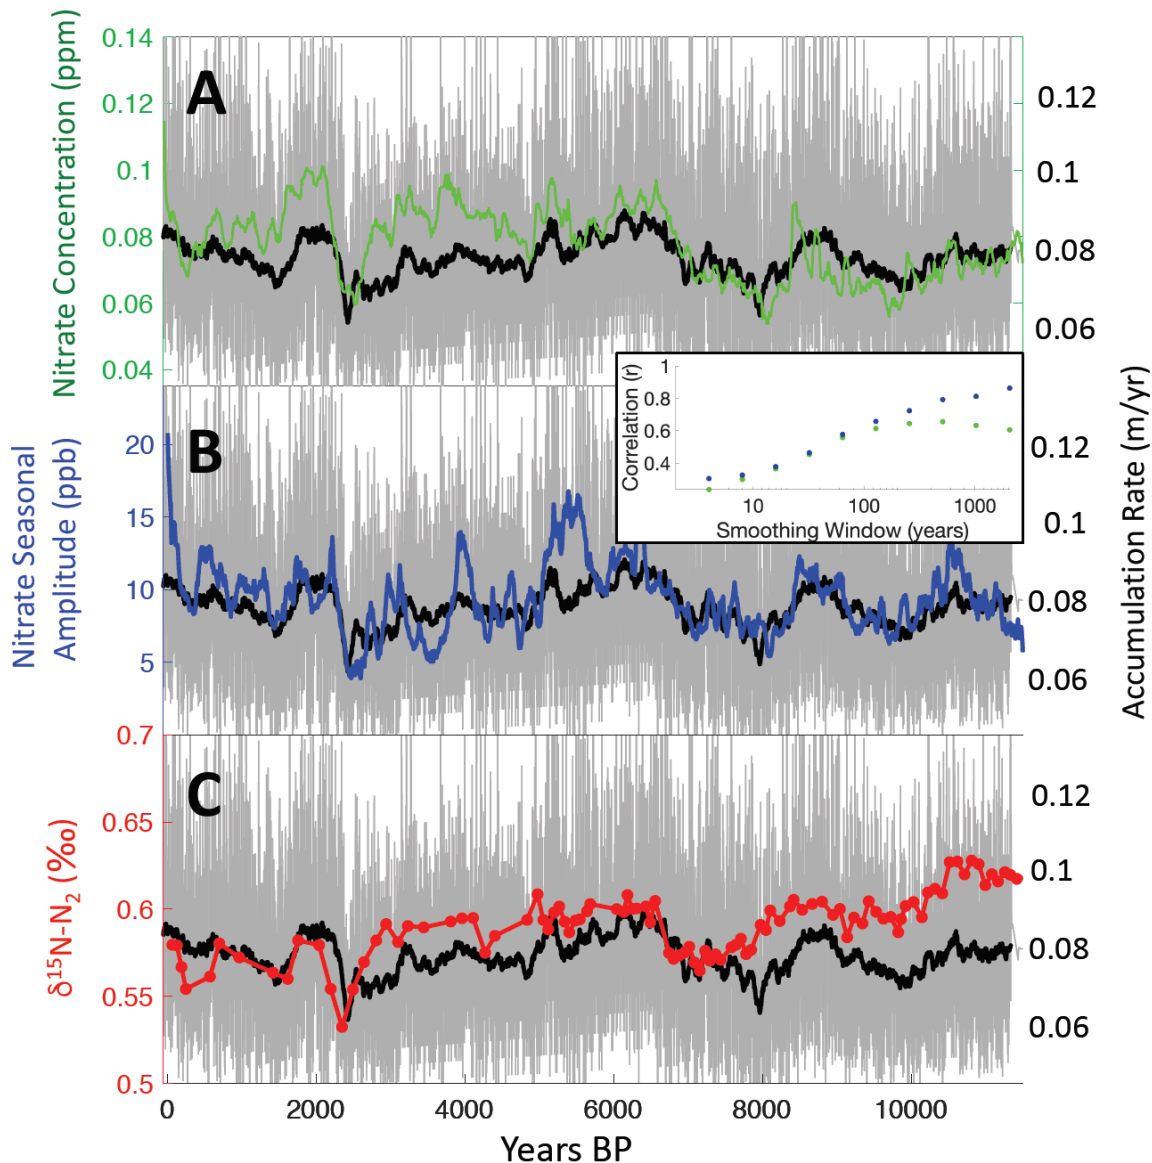 A
Nitrate Concentration (ppm)
0.14
0.12
0.1
0.08
0.06
0.04
0.12
0.1
0.08
0.06
B
Nitrate Seasonal
Amplitude (ppb)
20
15
10
5
0.12
0.1
0.08
0.06
Accumulation Rate (m/yr)
Correlation (r)
1
0.8
0.6
0.4
10 100 1000
Smoothing Window (years)
C
δ¹⁵N-N₂ (‰)
0.7
0.65
0.6
0.55
0.5
0.12
0.1
0.08
0.06
0 2000 4000 6000 8000 10000
Years BP